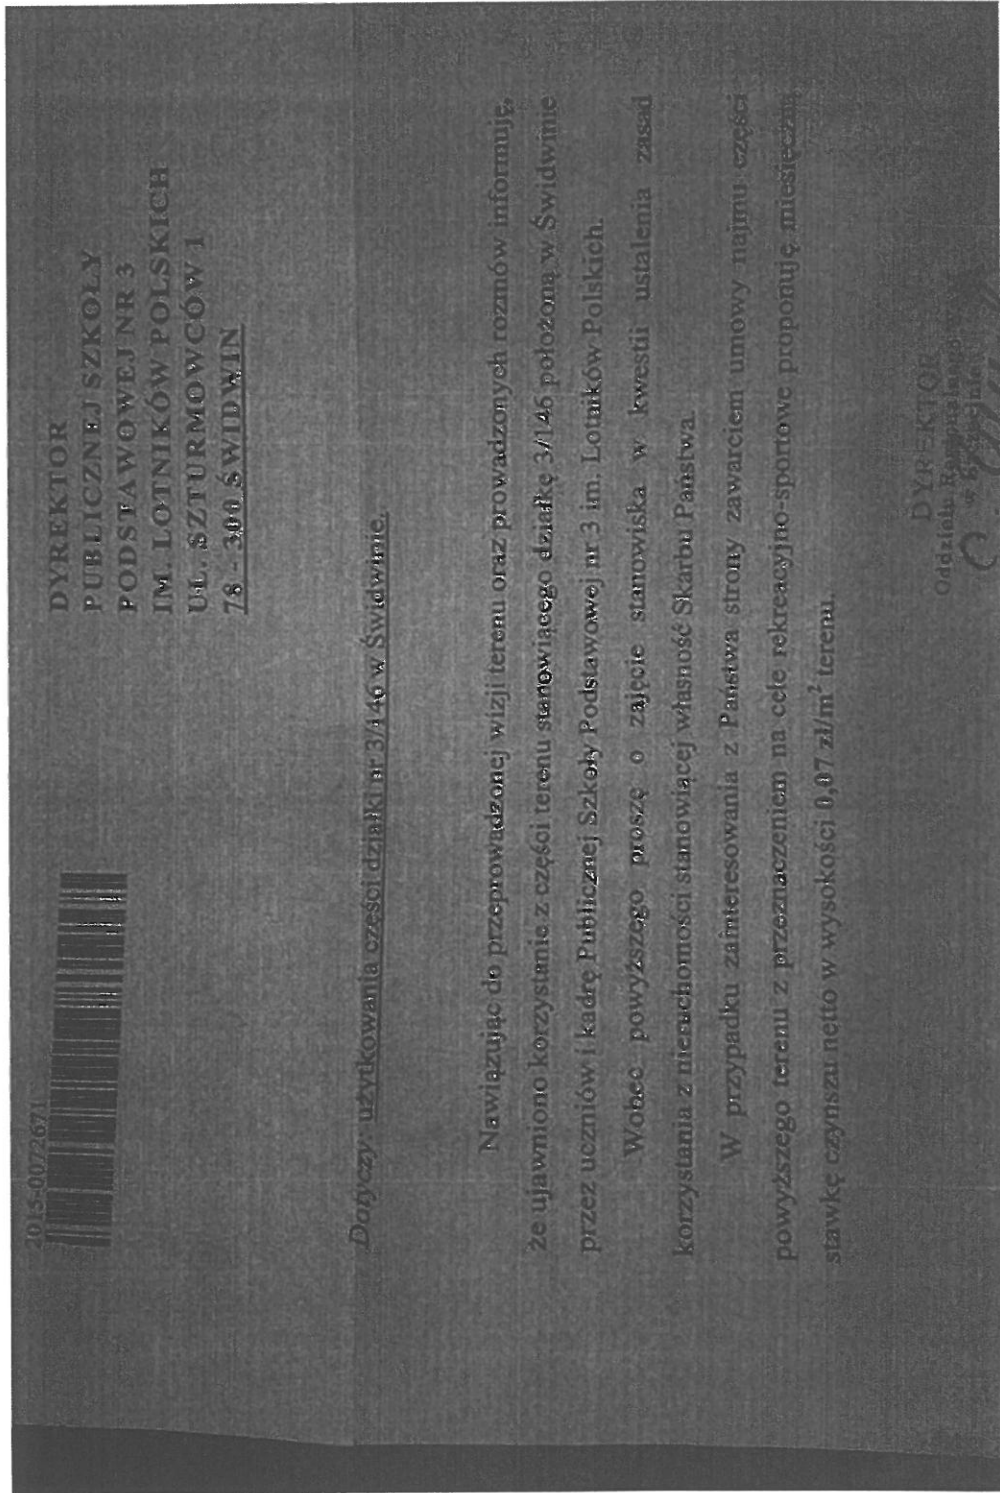 2015-0022671
DYREKTOR
PUBLICZNEJ SZKOŁY
PODSTAWOWEJ NR 3
IM. LOTNIKÓW POLSKICH
UL. SZTURMOWCÓW 1
78 - 300 ŚWIDWIN
Dotyczy: użytkowania części działki nr 3/146 w Świdwinie.
Nawiązując do przeprowadzonej wizji terenu oraz prowadzonych rozmów informuję,
że ujawniono korzystanie z części terenu stanowiącego działkę 3/146 położoną w Świdwinie
przez uczniów i kadrę Publicznej Szkoły Podstawowej nr 3 im. Lotników Polskich.
Wobec powyższego proszę o zajęcie stanowiska w kwestii ustalenia zasad
korzystania z nieruchomości stanowiącej własność Skarbu Państwa.
W przypadku zainteresowania z Państwa strony zawarciem umowy najmu części
powyższego terenu z przeznaczeniem na cele rekreacyjno-sportowe proponuję miesięczną
stawkę czynszu netto w wysokości 0,07 zł/m² terenu.
DYREKTOR
Oddziału Regionalnego